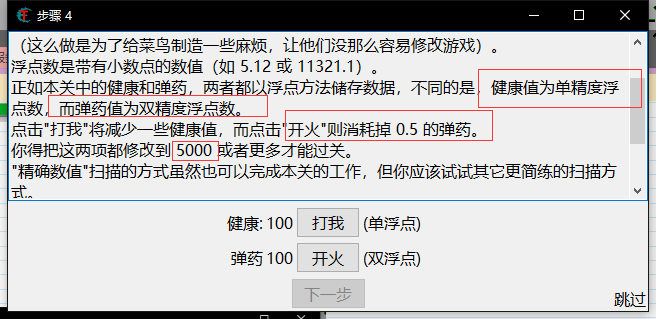 步骤 4
（这么做是为了给菜鸟制造一些麻烦，让他们没那么容易修改游戏）。
浮点数是带有小数点的数值（如 5.12 或 11321.1）。
正如本关中的健康和弹药，两者都以浮点方法储存数据，不同的是，健康值为单精度浮
点数，而弹药值为双精度浮点数。
点击"打我"将减少一些健康值，而点击"开火"则消耗掉 0.5 的弹药。
你得把这两项都修改到 5000 或者更多才能过关。
"精确数值"扫描的方式虽然也可以完成本关的工作，但你应该试试其它更简练的扫描方
式。
健康: 100 打我 (单浮点)
弹药 100 开火 (双浮点)
下一步
跳过